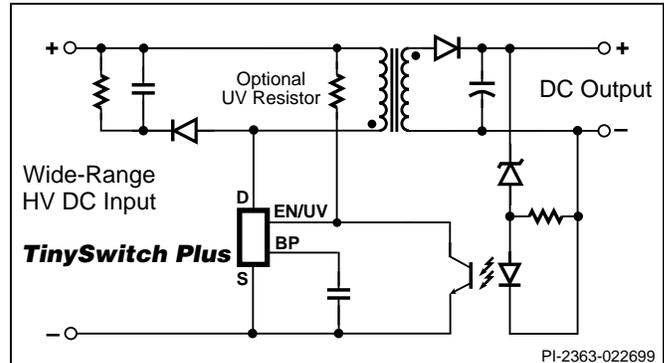 +
+
Optional
UV Resistor
DC Output
–
Wide-Range
HV DC Input
D
EN/UV
BP
TinySwitch Plus
S
–
PI-2363-022699